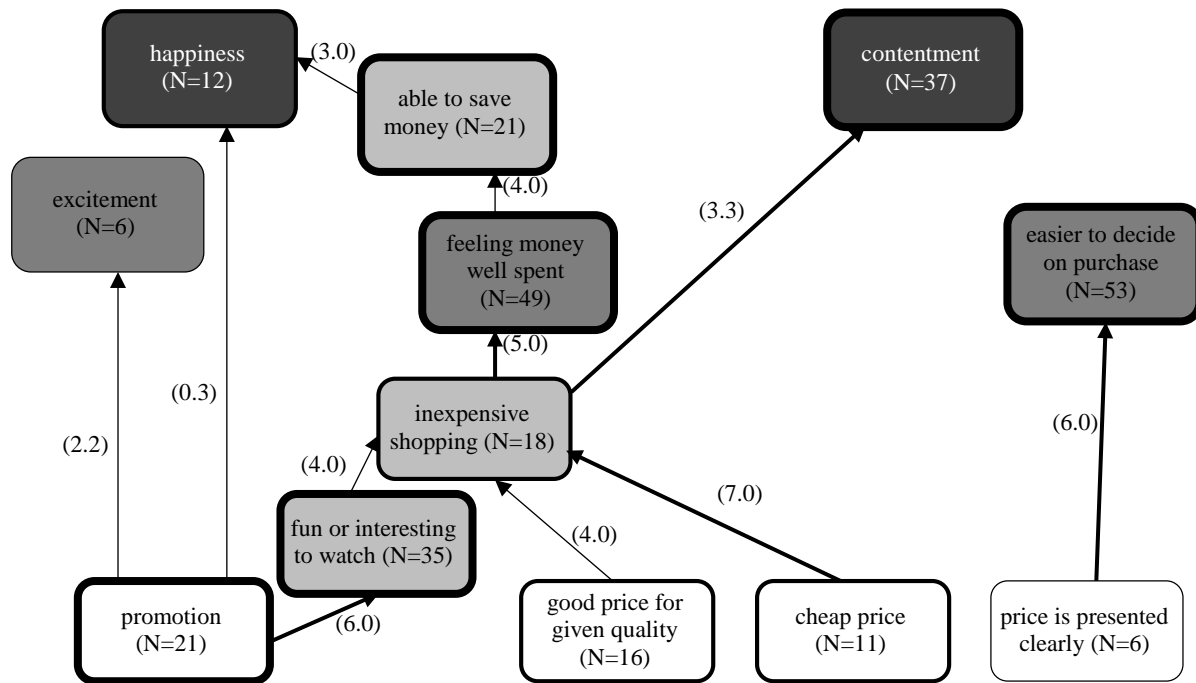 happiness
(N=12)
(3.0)
able to save
money (N=21)
contentment
(N=37)
excitement
(N=6)
(4.0)
feeling money
well spent
(N=49)
(3.3)
easier to decide
on purchase
(N=53)
(5.0)
(0.3)
(2.2)
inexpensive
shopping (N=18)
(6.0)
(4.0)
(7.0)
fun or interesting
to watch (N=35)
(4.0)
promotion
(N=21)
(6.0)
good price for
given quality
(N=16)
cheap price
(N=11)
price is presented
clearly (N=6)